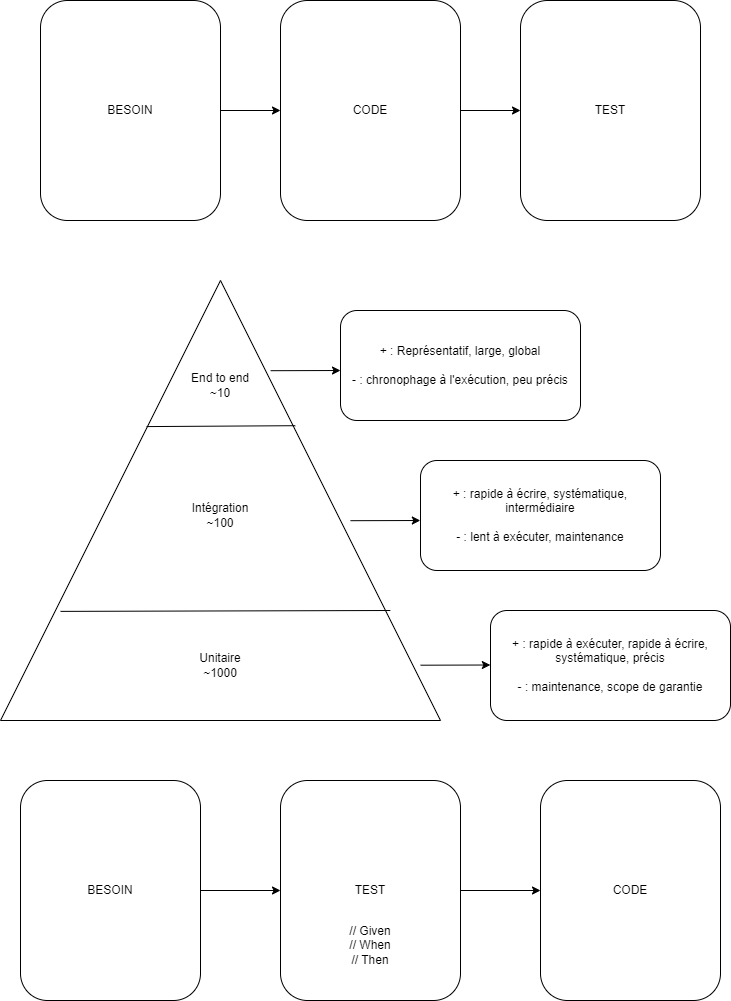 BESOIN
CODE
TEST
End to end
~10
+ : Représentatif, large, global
- : chronophage à l'exécution, peu précis
Intégration
~100
+ : rapide à écrire, systématique,
intermédiaire
- : lent à exécuter, maintenance
Unitaire
~1000
+ : rapide à exécuter, rapide à écrire,
systématique, précis
- : maintenance, scope de garantie
BESOIN
TEST
// Given
// When
// Then
CODE